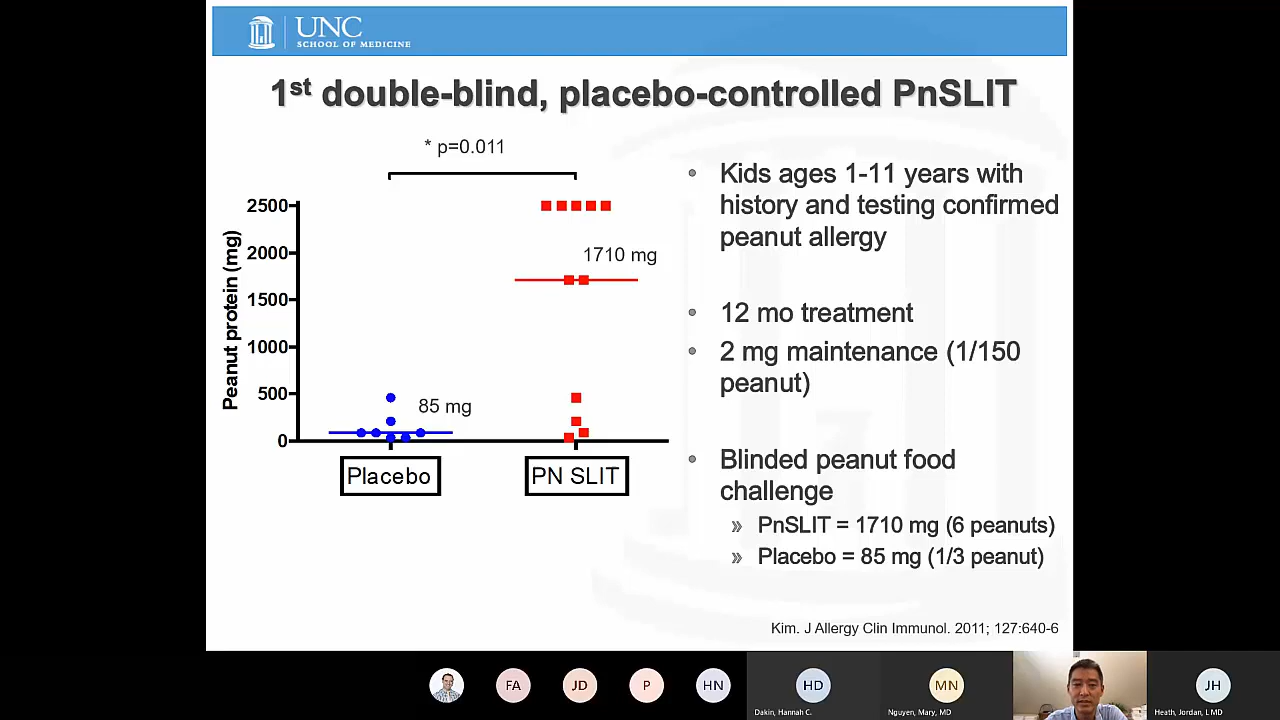 UNC
SCHOOL OF MEDICINE
1st double-blind, placebo-controlled PnSLIT
* p=0.011
Peanut protein (mg)
2500
2000
1500
1000
500
0
1710 mg
85 mg
Placebo
PN SLIT
• Kids ages 1-11 years with
history and testing confirmed
peanut allergy
• 12 mo treatment
• 2 mg maintenance (1/150
peanut)
• Blinded peanut food
challenge
» PnSLIT = 1710 mg (6 peanuts)
» Placebo = 85 mg (1/3 peanut)
Kim. J Allergy Clin Immunol. 2011; 127:640-6
FA
JD
P
HN
HD
Dakin, Hannah C.
MN
Nguyen, Mary, MD
JH
Heath, Jordan, L MD